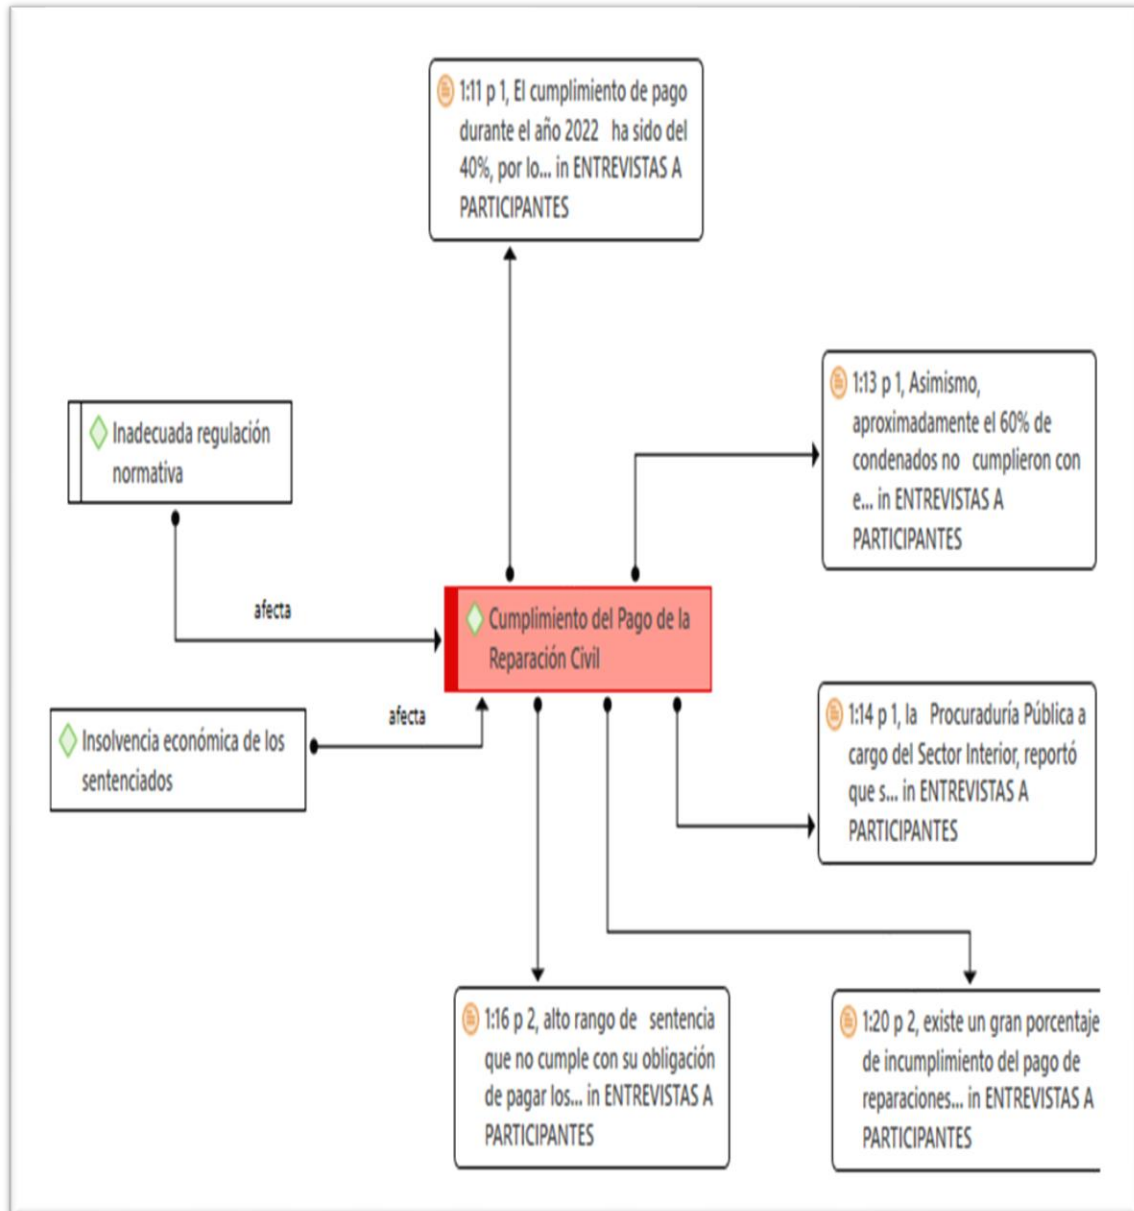 1:11 p 1, El cumplimiento de pago
durante el año 2022 ha sido del
40%, por lo... in ENTREVISTAS A
PARTICIPANTES
1:13 p 1, Asimismo,
aproximadamente el 60% de
condenados no cumplieron con
e... in ENTREVISTAS A
PARTICIPANTES
Inadecuada regulación
normativa
afecta
Cumplimiento del Pago de la
Reparación Civil
afecta
Insolvencia económica de los
sentenciados
1:14 p 1, la Procuraduría Pública a
cargo del Sector Interior, reportó
que s... in ENTREVISTAS A
PARTICIPANTES
1:16 p 2, alto rango de sentencia
que no cumple con su obligación
de pagar los... in ENTREVISTAS A
PARTICIPANTES
1:20 p 2, existe un gran porcentaje
de incumplimiento del pago de
reparaciones... in ENTREVISTAS A
PARTICIPANTES